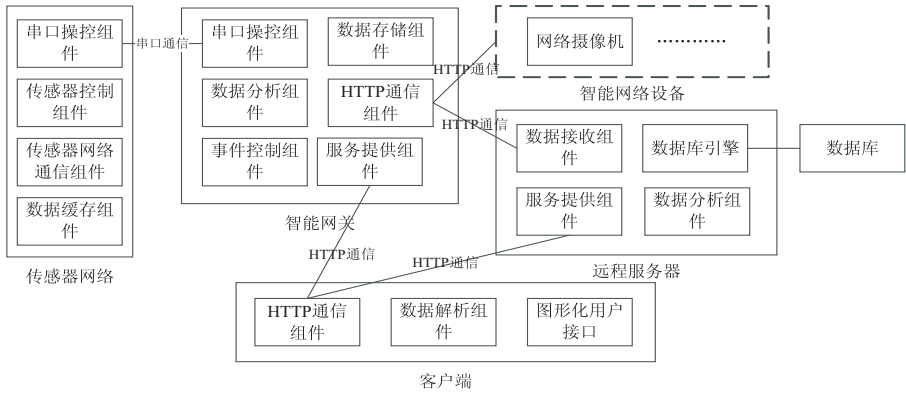 串口操控组
件
传感器控制
组件
传感器网络
通信组件
数据缓存组
件
传感器网络
串口通信
串口操控组
件
数据存储组
件
数据分析组
件
HTTP通信
组件
事件控制组
件
服务提供组
件
智能网关
HTTP通信
HTTP通信
网络摄像机
…………
智能网络设备
数据接收组
件
数据库引擎
服务提供组
件
数据分析组
件
远程服务器
数据库
HTTP通信
HTTP通信
HTTP通信
组件
数据解析组
件
图形化用户
接口
客户端